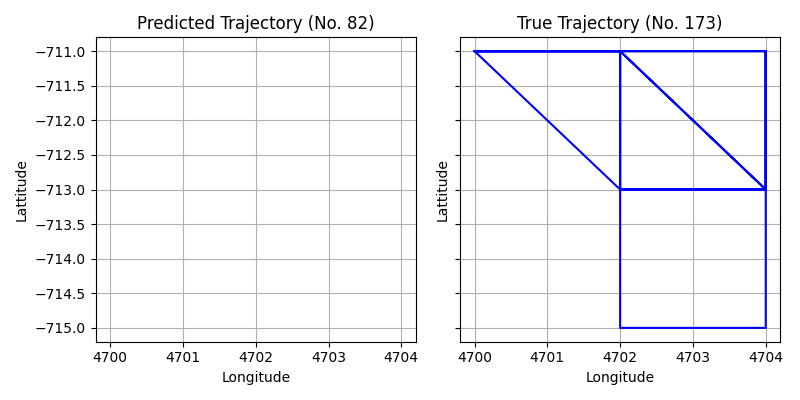 Predicted Trajectory (No. 82)
True Trajectory (No. 173)
Lattitude
−711.0
−711.5
−712.0
−712.5
−713.0
−713.5
−714.0
−714.5
−715.0
4700 4701 4702 4703 4704
Longitude
Lattitude
4700 4701 4702 4703 4704
Longitude